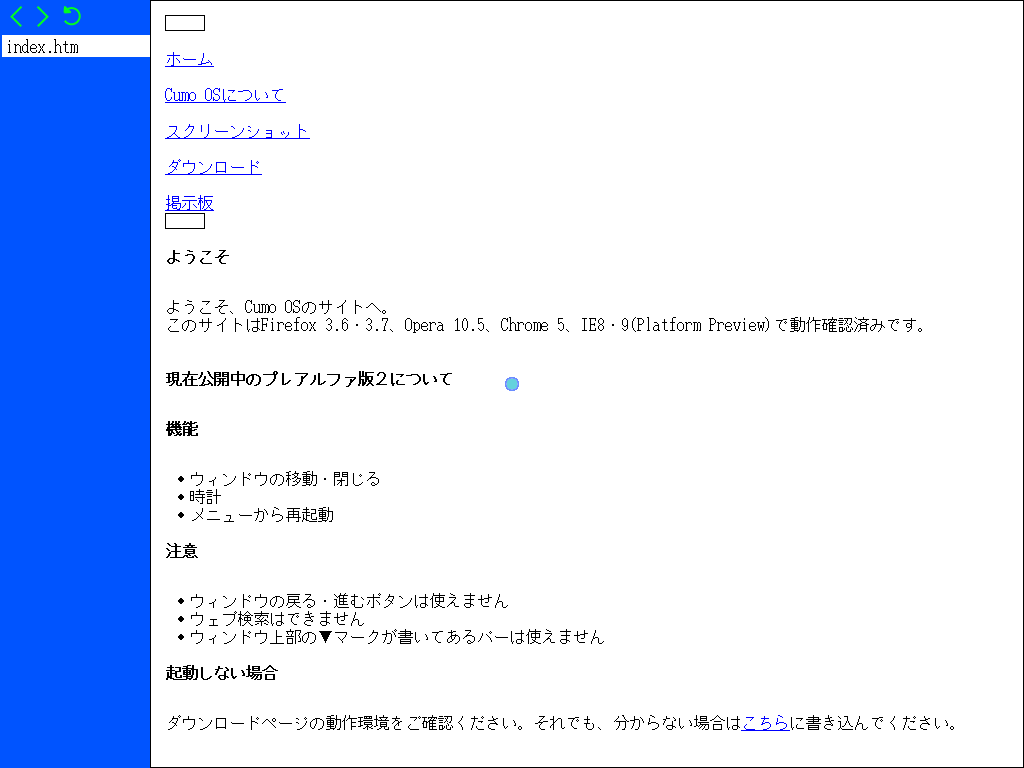 index.htm
ホーム
Cumo OSについて
スクリーンショット
ダウンロード
掲示板
ようこそ
ようこそ、Cumo OSのサイトへ。
このサイトはFirefox 3.6・3.7、Opera 10.5、Chrome 5、IE8・9(Platform Preview)で動作確認済みです。
現在公開中のプレアルファ版２について
機能
◆ウィンドウの移動・閉じる
◆時計
◆メニューから再起動
注意
◆ウィンドウの戻る・進むボタンは使えません
◆ウェブ検索はできません
◆ウィンドウ上部の▼マークが書いてあるバーは使えません
起動しない場合
ダウンロードページの動作環境をご確認ください。それでも、分からない場合はこちらに書き込んでください。